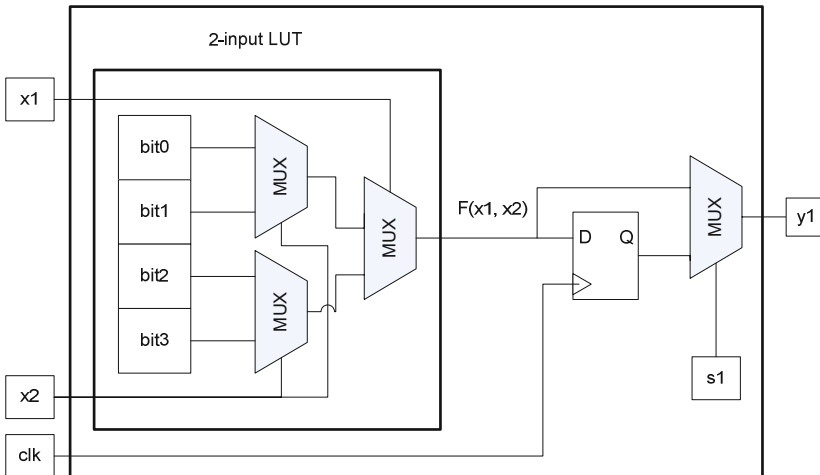 2-input LUT
x1
bit0
bit1
bit2
bit3
MUX
MUX
MUX
F(x1, x2)
D
Q
MUX
y1
s1
x2
clk